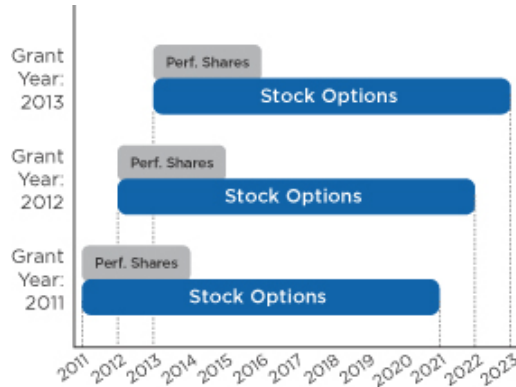 Grant
Year:
2013
Perf. Shares
Stock Options
Grant
Year:
2012
Perf. Shares
Stock Options
Grant
Year:
2011
Perf. Shares
Stock Options
2011 2012 2013 2014 2015 2016 2017 2018 2019 2020 2021 2022 2023